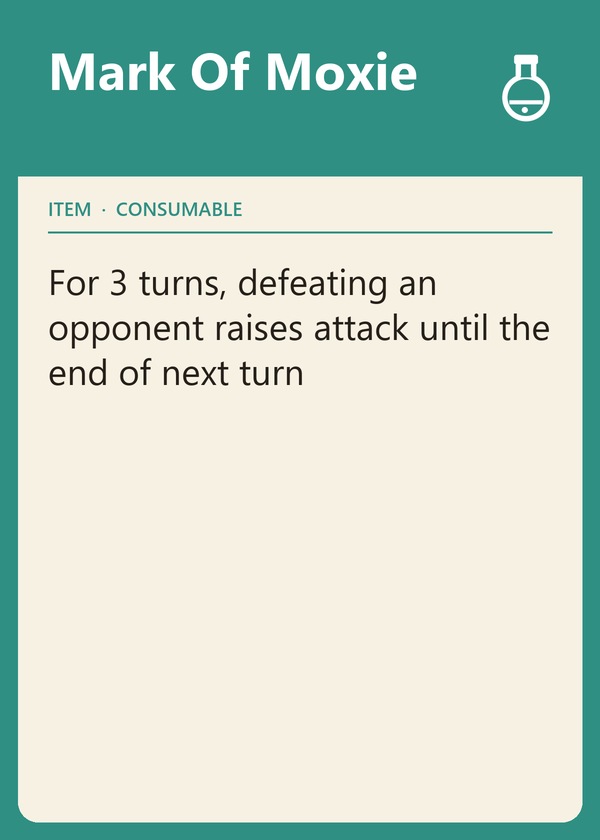 Mark Of Moxie
ITEM · CONSUMABLE
For 3 turns, defeating an
opponent raises attack until the
end of next turn